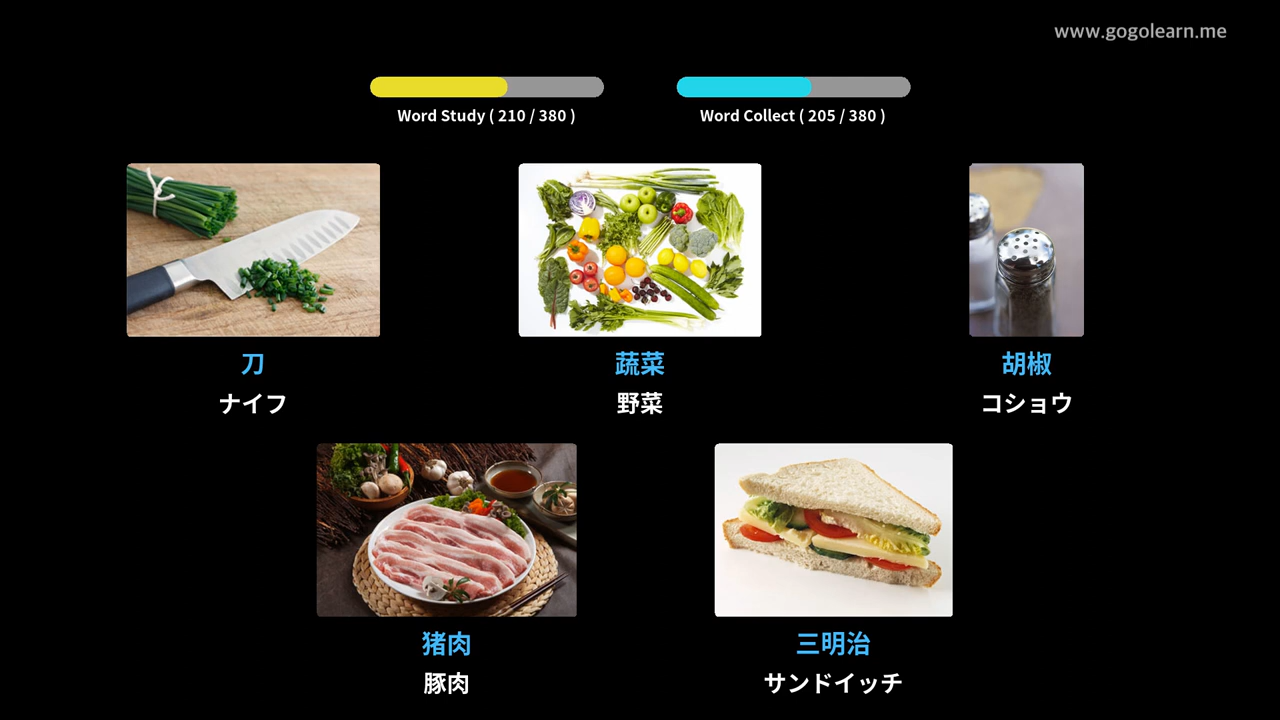 www.gogolearn.me
Word Study ( 210 / 380 )
Word Collect ( 205 / 380 )
刀
蔬菜
胡椒
ナイフ
野菜
コショウ
猪肉
三明治
豚肉
サンドイッチ